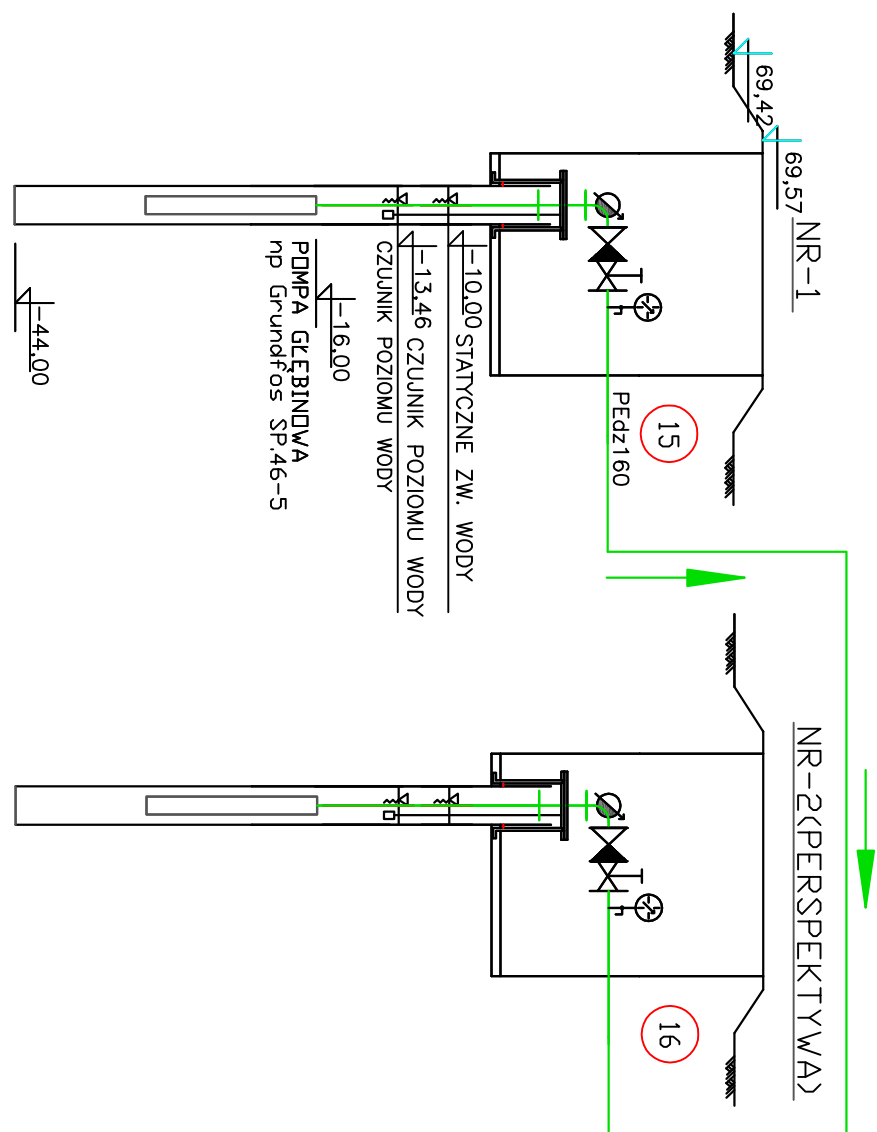 NR-1
69,42
69,57
15
PEdz160
-10,00 STATYCZNE ZW. WODY
-13,46 CZUJNIK POZIOMU WODY
CZUJNIK POZIOMU WODY
-16,00
POMPA GŁĘBINOWA
np Grundfos SP.46-5
-44,00
NR-2(PERSPEKTYWA)
16